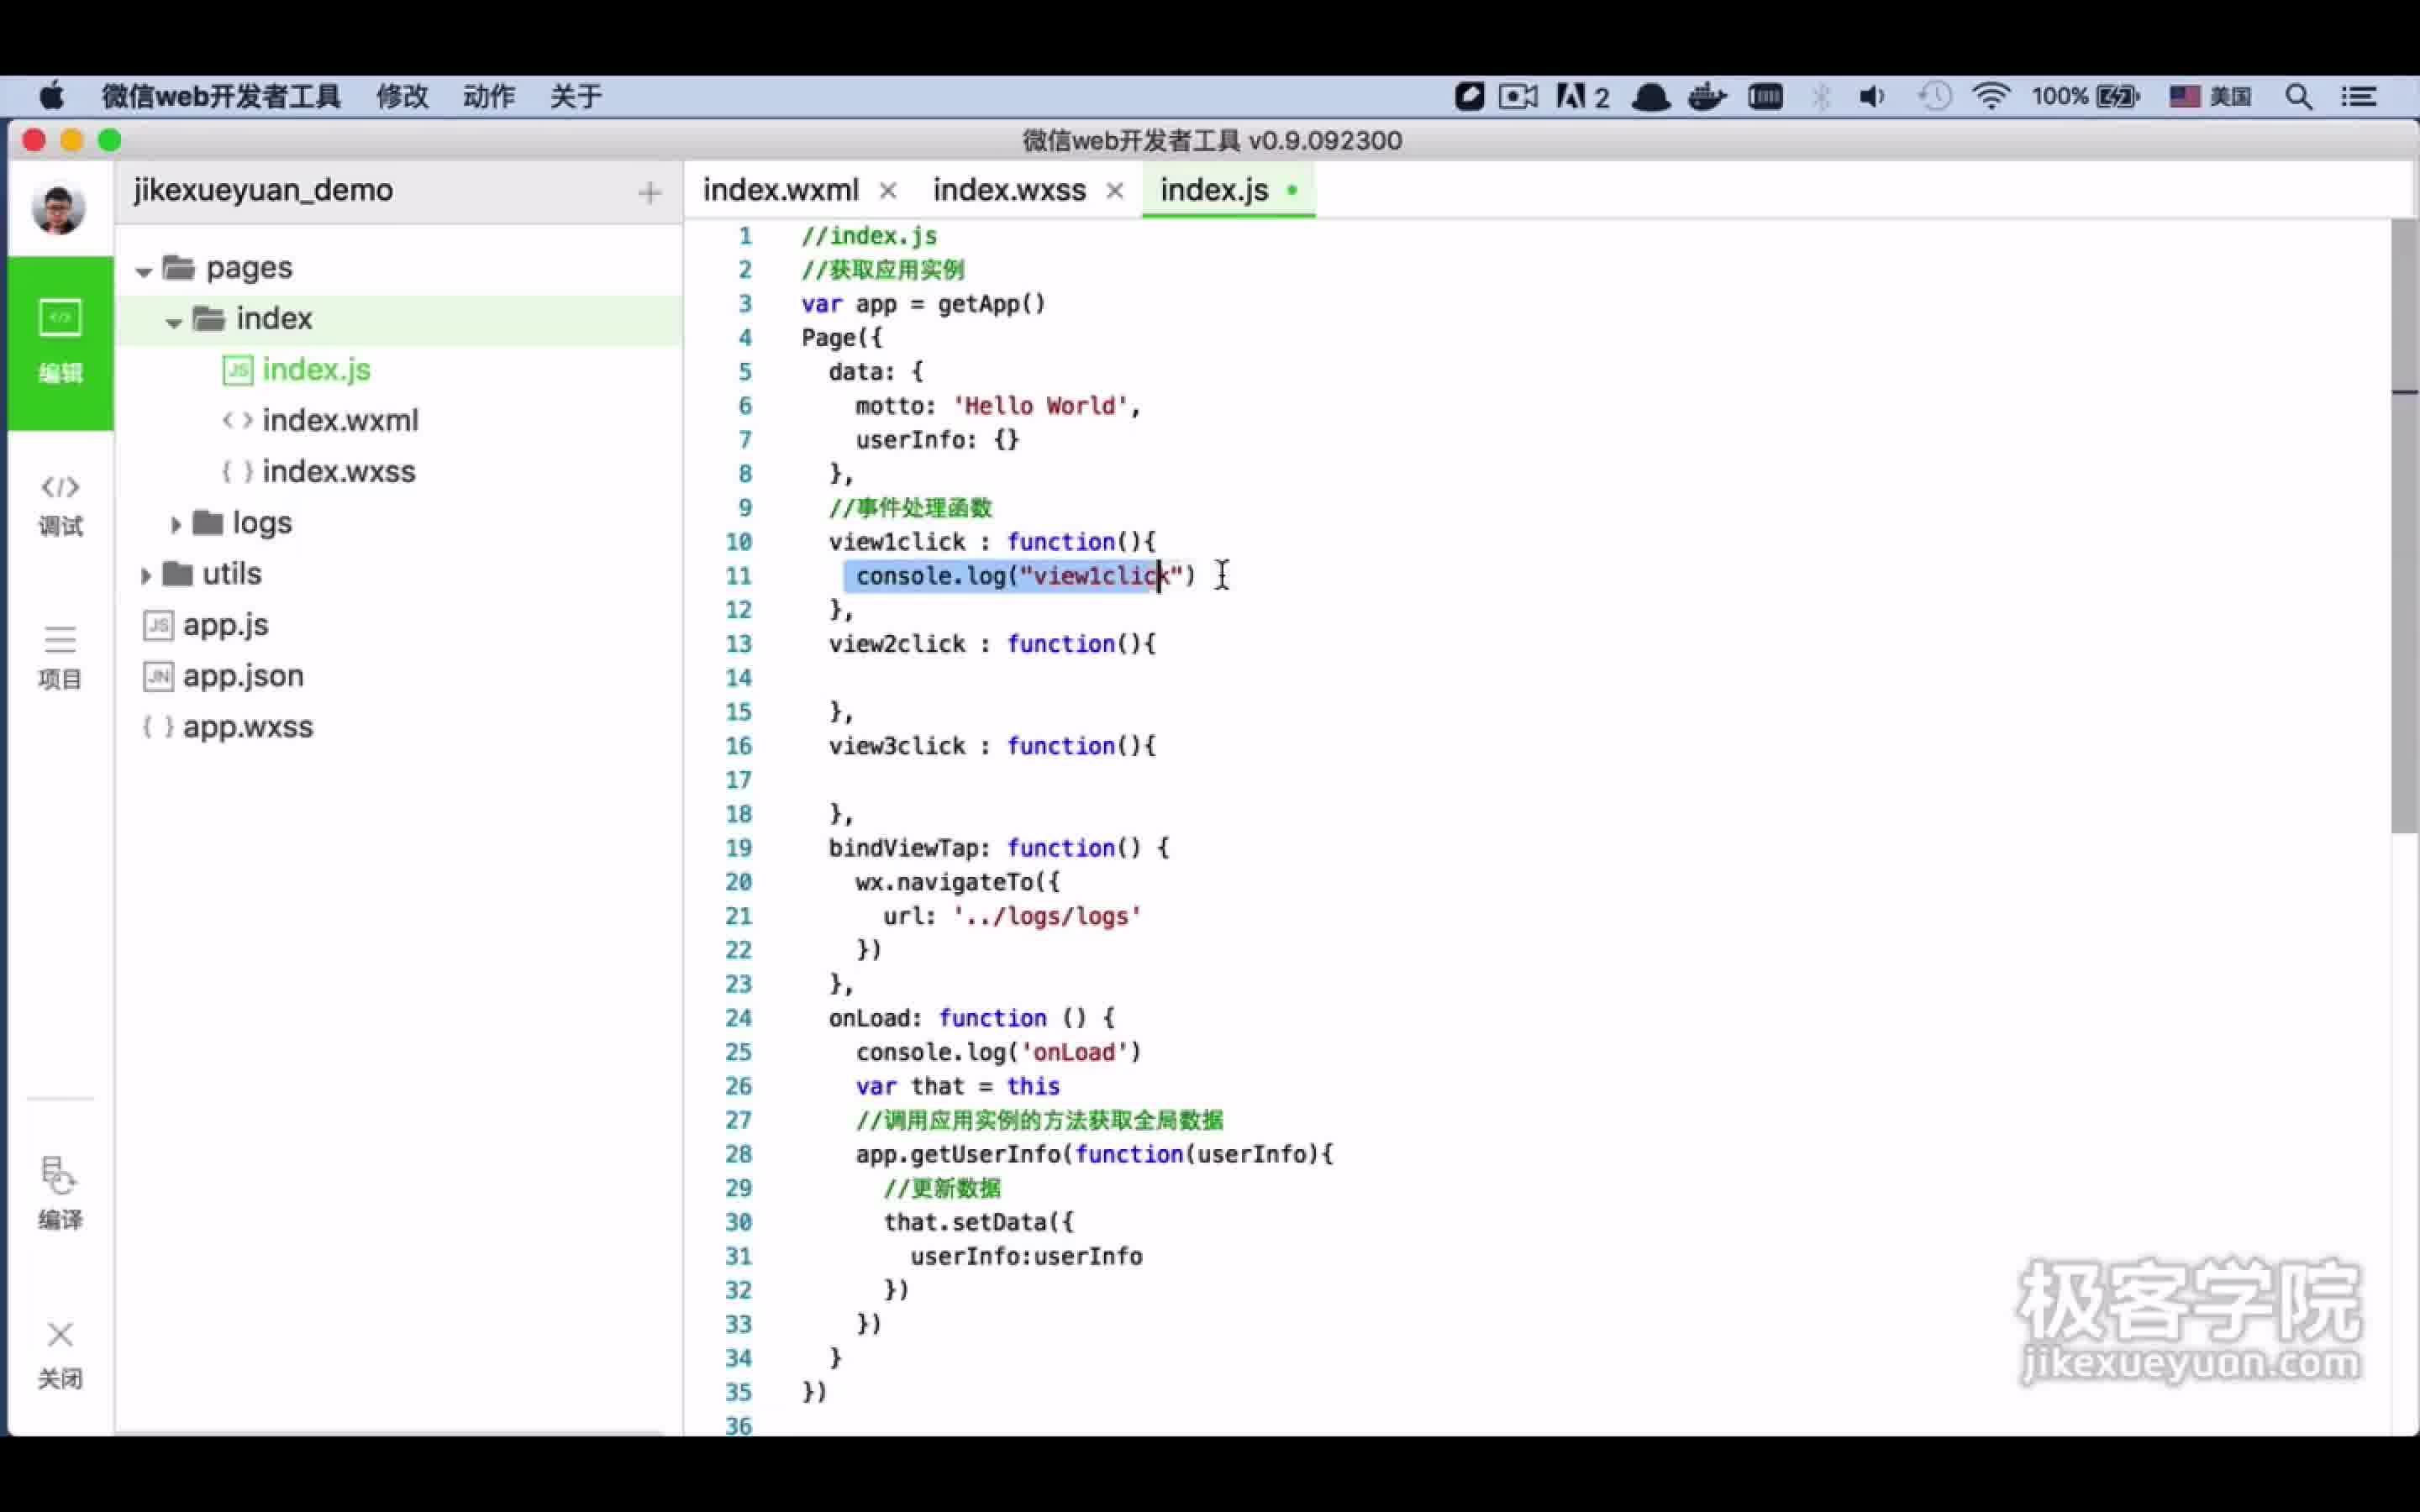 微信web开发者工具 修改 动作 关于 2 100% 美国
微信web开发者工具 v0.9.092300
jikexueyuan_demo
index.wxml
index.wxss
index.js
pages
index
index.js
index.wxml
index.wxss
logs
utils
app.js
app.json
app.wxss
编辑
调试
项目
编译
关闭
1 //index.js
2 //获取应用实例
3 var app = getApp()
4 Page({
5 data: {
6 motto: 'Hello World',
7 userInfo: {}
8 },
9 //事件处理函数
10 view1click : function(){
11 console.log("view1click")
12 },
13 view2click : function(){
14
15 },
16 view3click : function(){
17
18 },
19 bindViewTap: function() {
20 wx.navigateTo({
21 url: '../logs/logs'
22 })
23 },
24 onLoad: function () {
25 console.log('onLoad')
26 var that = this
27 //调用应用实例的方法获取全局数据
28 app.getUserInfo(function(userInfo){
29 //更新数据
30 that.setData({
31 userInfo:userInfo
32 })
33 })
34 }
35 })
36
极客学院
jikexueyuan.com